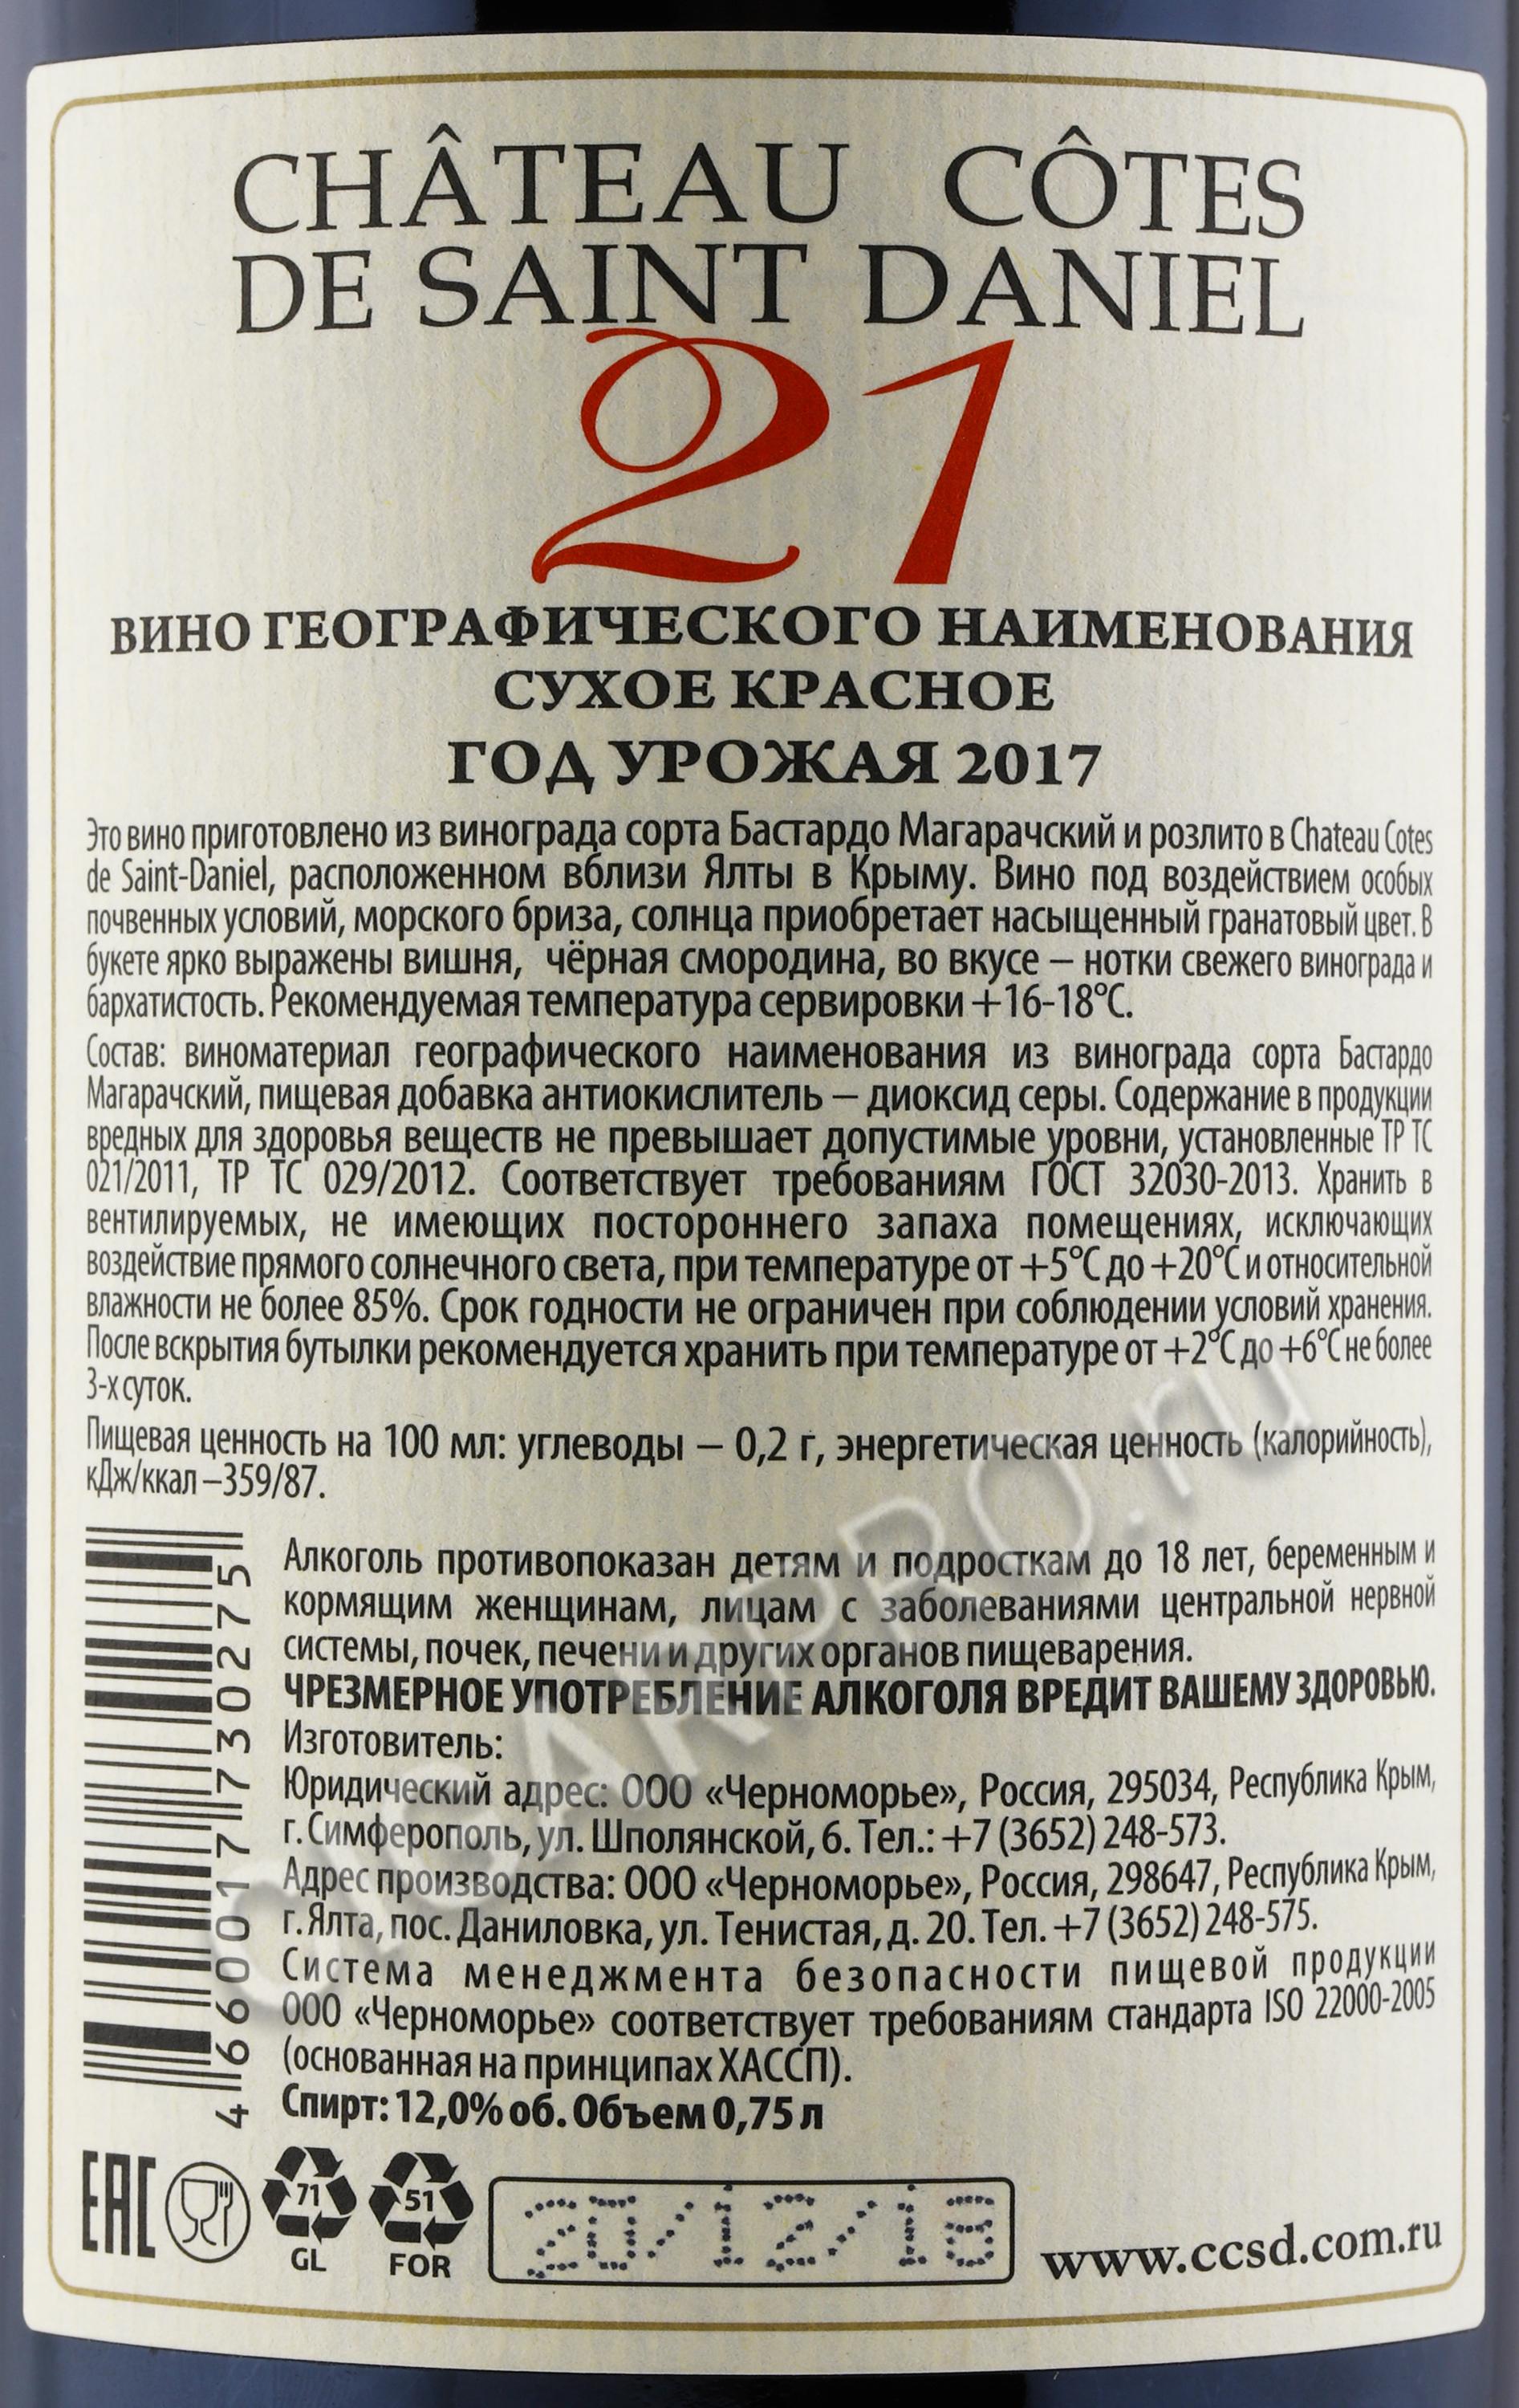 CHÂTEAU CÔTES
DE SAINT DANIEL
21
ВИНО ГЕОГРАФИЧЕСКОГО НАИМЕНОВАНИЯ
СУХОЕ КРАСНОЕ
ГОД УРОЖАЯ 2017
Это вино приготовлено из винограда сорта Бастардо Магарачский и розлито в Chateau Cotes
de Saint-Daniel, расположенном вблизи Ялты в Крыму. Вино под воздействием особых
почвенных условий, морского бриза, солнца приобретает насыщенный гранатовый цвет. В
букете ярко выражены вишня, чёрная смородина, во вкусе – нотки свежего винограда и
бархатистость. Рекомендуемая температура сервировки +16-18°С.
Состав: виноматериал географического наименования из винограда сорта Бастардо
Магарачский, пищевая добавка антиокислитель – диоксид серы. Содержание в продукции
вредных для здоровья веществ не превышает допустимые уровни, установленные ТР ТС
021/2011, ТР ТС 029/2012. Соответствует требованиям ГОСТ 32030-2013. Хранить в
вентилируемых, не имеющих постороннего запаха помещениях, исключающих
воздействие прямого солнечного света, при температуре от +5°С до +20°С и относительной
влажности не более 85%. Срок годности не ограничен при соблюдении условий хранения.
После вскрытия бутылки рекомендуется хранить при температуре от +2°С до +6°С не более
3-х суток.
Пищевая ценность на 100 мл: углеводы – 0,2 г, энергетическая ценность (калорийность),
кДж/ккал –359/87.
Алкоголь противопоказан детям и подросткам до 18 лет, беременным и
кормящим женщинам, лицам с заболеваниями центральной нервной
системы, почек, печени и других органов пищеварения.
ЧРЕЗМЕРНОЕ УПОТРЕБЛЕНИЕ АЛКОГОЛЯ ВРЕДИТ ВАШЕМУ ЗДОРОВЬЮ.
Изготовитель:
Юридический адрес: ООО «Черноморье», Россия, 295034, Республика Крым,
г. Симферополь, ул. Шполянской, 6. Тел.: +7 (3652) 248-573.
Адрес производства: ООО «Черноморье», Россия, 298647, Республика Крым,
г. Ялта, пос. Даниловка, ул. Тенистая, д. 20. Тел. +7 (3652) 248-575.
Система менеджмента безопасности пищевой продукции
ООО «Черноморье» соответствует требованиям стандарта ISO 22000-2005
(основанная на принципах ХАССП).
Спирт: 12,0% об. Объем 0,75 л
4 660017 730275
EAC
71
GL
51
FOR
20/12/18
www.ccsd.com.ru
CIGARPRO.ru